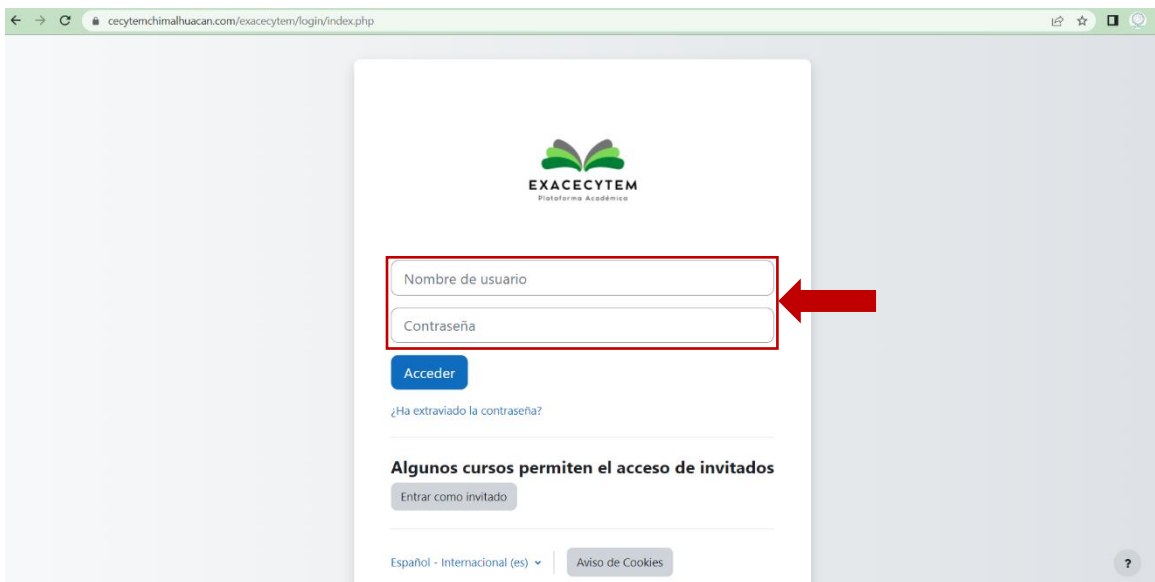 cecytemchimalhuacan.com/exacecytem/login/index.php
EXACECYTEM
Plataforma Académica
Nombre de usuario
Contraseña
Acceder
¿Ha extraviado la contraseña?
Algunos cursos permiten el acceso de invitados
Entrar como invitado
Español - Internacional (es)
Aviso de Cookies
?